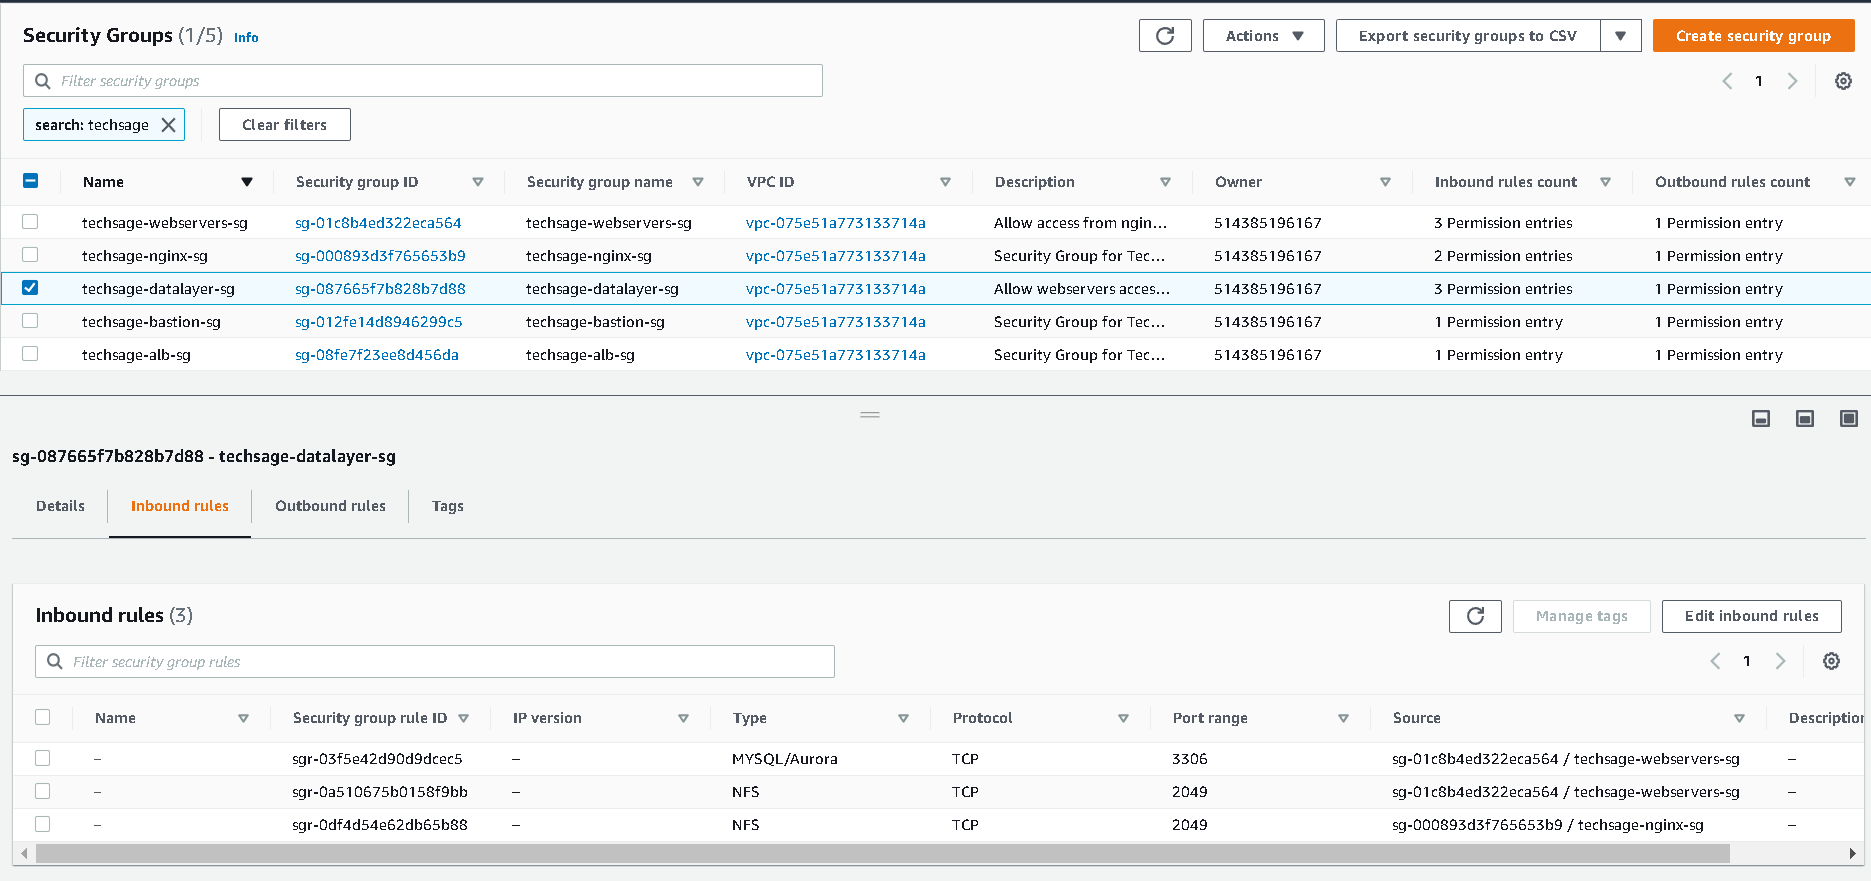 Security Groups (1/5) Info
Actions
Export security groups to CSV
Create security group
Filter security groups
1
search: techsage
Clear filters
Name Security group ID Security group name VPC ID Description Owner Inbound rules count Outbound rules count
techsage-webservers-sg sg-01c8b4ed322eca564 techsage-webservers-sg vpc-075e51a773133714a Allow access from ngin... 514385196167 3 Permission entries 1 Permission entry
techsage-nginx-sg sg-000893d3f765653b9 techsage-nginx-sg vpc-075e51a773133714a Security Group for Tec... 514385196167 2 Permission entries 1 Permission entry
techsage-datalayer-sg sg-087665f7b828b7d88 techsage-datalayer-sg vpc-075e51a773133714a Allow webservers acces... 514385196167 3 Permission entries 1 Permission entry
techsage-bastion-sg sg-012fe14d8946299c5 techsage-bastion-sg vpc-075e51a773133714a Security Group for Tec... 514385196167 1 Permission entry 1 Permission entry
techsage-alb-sg sg-08fe7f23ee8d456da techsage-alb-sg vpc-075e51a773133714a Security Group for Tec... 514385196167 1 Permission entry 1 Permission entry
sg-087665f7b828b7d88 - techsage-datalayer-sg
Details Inbound rules Outbound rules Tags
Inbound rules (3)
Manage tags
Edit inbound rules
Filter security group rules
1
Name Security group rule ID IP version Type Protocol Port range Source Description
– sgr-03f5e42d90d9dcec5 – MYSQL/Aurora TCP 3306 sg-01c8b4ed322eca564 / techsage-webservers-sg –
– sgr-0a510675b0158f9bb – NFS TCP 2049 sg-01c8b4ed322eca564 / techsage-webservers-sg –
– sgr-0df4d54e62db65b88 – NFS TCP 2049 sg-000893d3f765653b9 / techsage-nginx-sg –